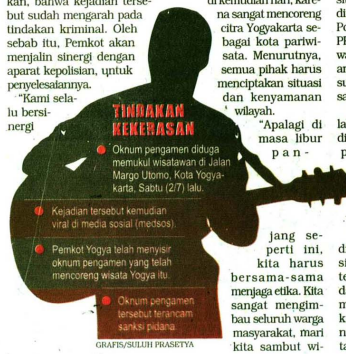 kan, bahwa kejadian terse-
but sudah mengarah pada
tindakan kriminal. Oleh
sebab itu, Pemkot akan
menjalin sinergi dengan
aparat kepolisian, untuk
penyelesaiannya.
"Kami sela-
lu bersi-
nergi
TINDAKAN
KEKERASAN
Oknum pengamen diduga
memukul wisatawan di Jalan
Margo Utomo, Kota Yogya-
karta, Sabtu (2/7) lalu.
Kejadian tersebut kemudian
viral di media sosial (medsos).
Pemkot Yogya telah menyisir
oknum pengamen yang telah
mencoreng wisata Yogya itu.
Oknum pengamen
tersebut terancam
sanksi pidana.
GRAFIS/SULUH PRASETYA
di kemudian hari, kare-
na sangat mencoreng
citra Yogyakarta se-
bagai kota pariwi-
sata. Menurutnya,
semua pihak harus
menciptakan situasi
dan kenyamanan
wilayah.
"Apalagi di
masa libur
pan-
jang se-
perti ini,
kita harus
bersama-sama
menjaga etika. Kita
sangat mengim-
bau seluruh warga
masyarakat, mari
kita sambut wi-